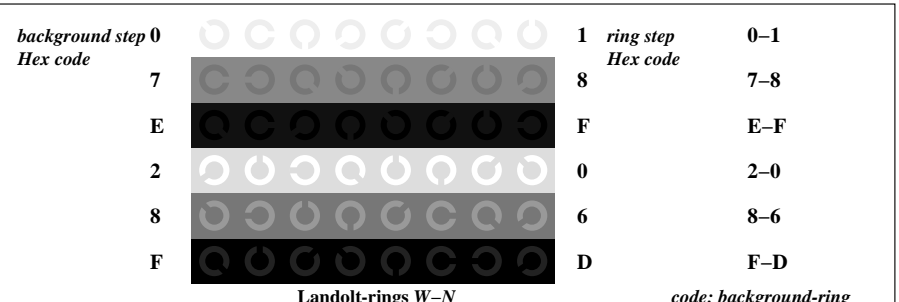 background step 0 1 ring step 0–1
Hex code Hex code
7 8 7–8
E F E–F
2 0 2–0
8 6 8–6
F D F–D
Landolt-rings W–N code: background-ring